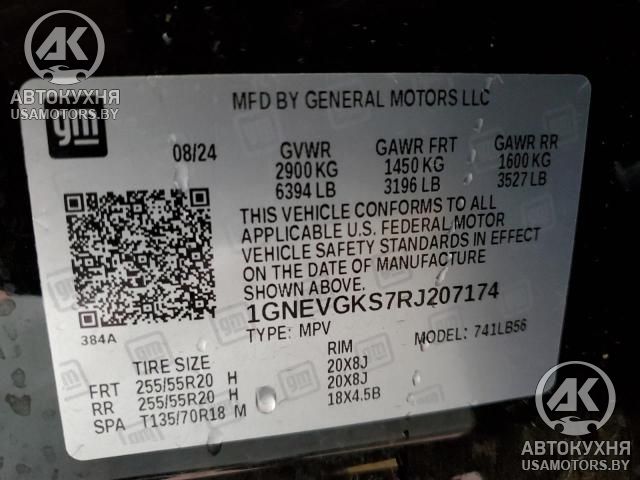 AK
АВТОКУХНЯ
USAMOTORS.BY
gm
MFD BY GENERAL MOTORS LLC
08/24 GVWR GAWR FRT GAWR RR
2900 KG 1450 KG 1600 KG
6394 LB 3196 LB 3527 LB
THIS VEHICLE CONFORMS TO ALL
APPLICABLE U.S. FEDERAL MOTOR
VEHICLE SAFETY STANDARDS IN EFFECT
ON THE DATE OF MANUFACTURE
SHOWN ABOVE.
1GNEVGKS7RJ207174
384A
TYPE: MPV MODEL: 741LB56
TIRE SIZE RIM
FRT 255/55R20 H 20X8J
RR 255/55R20 H 20X8J
SPA T135/70R18 M 18X4.5B
AK
АВТОКУХНЯ
USAMOTORS.BY